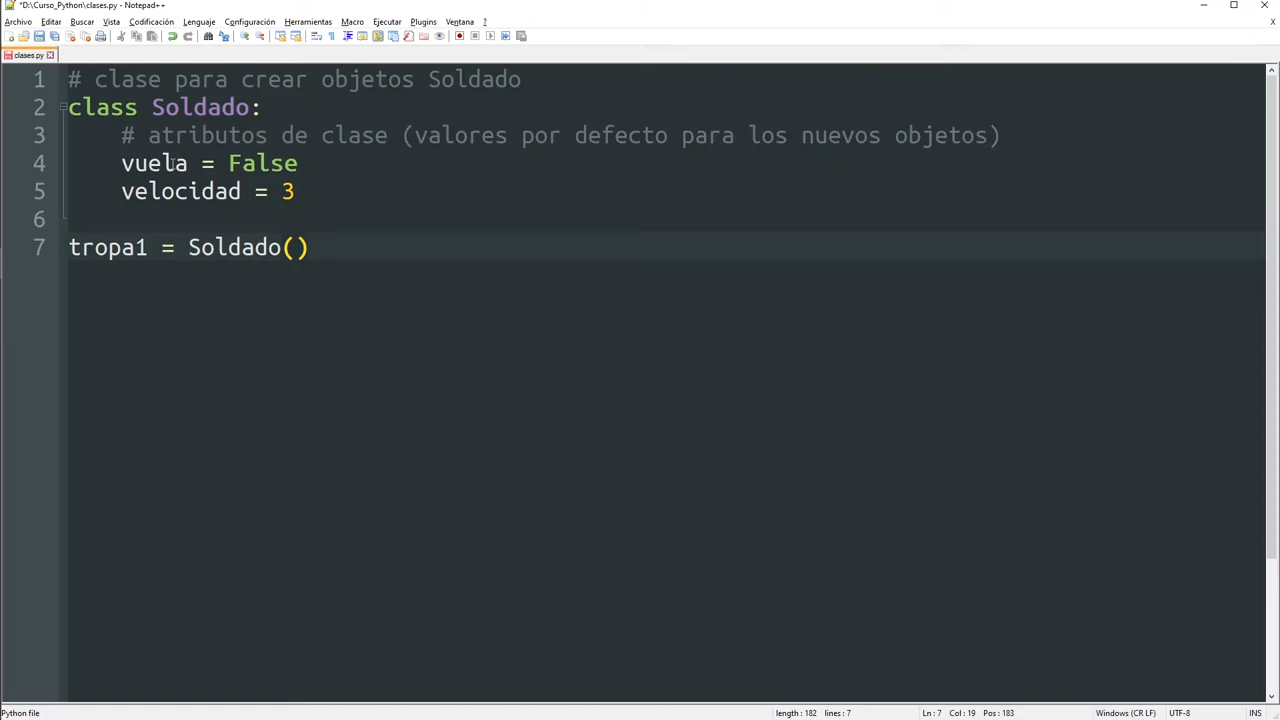 *D:\Curso_Python\clases.py - Notepad++
Archivo Editar Buscar Vista Codificación Lenguaje Configuración Herramientas Macro Ejecutar Plugins Ventana ? X
clases.py
1 # clase para crear objetos Soldado
2 class Soldado:
3 # atributos de clase (valores por defecto para los nuevos objetos)
4 vuela = False
5 velocidad = 3
6
7 tropa1 = Soldado()
Python file length : 182 lines : 7 Ln : 7 Col : 19 Pos : 183 Windows (CR LF) UTF-8 INS